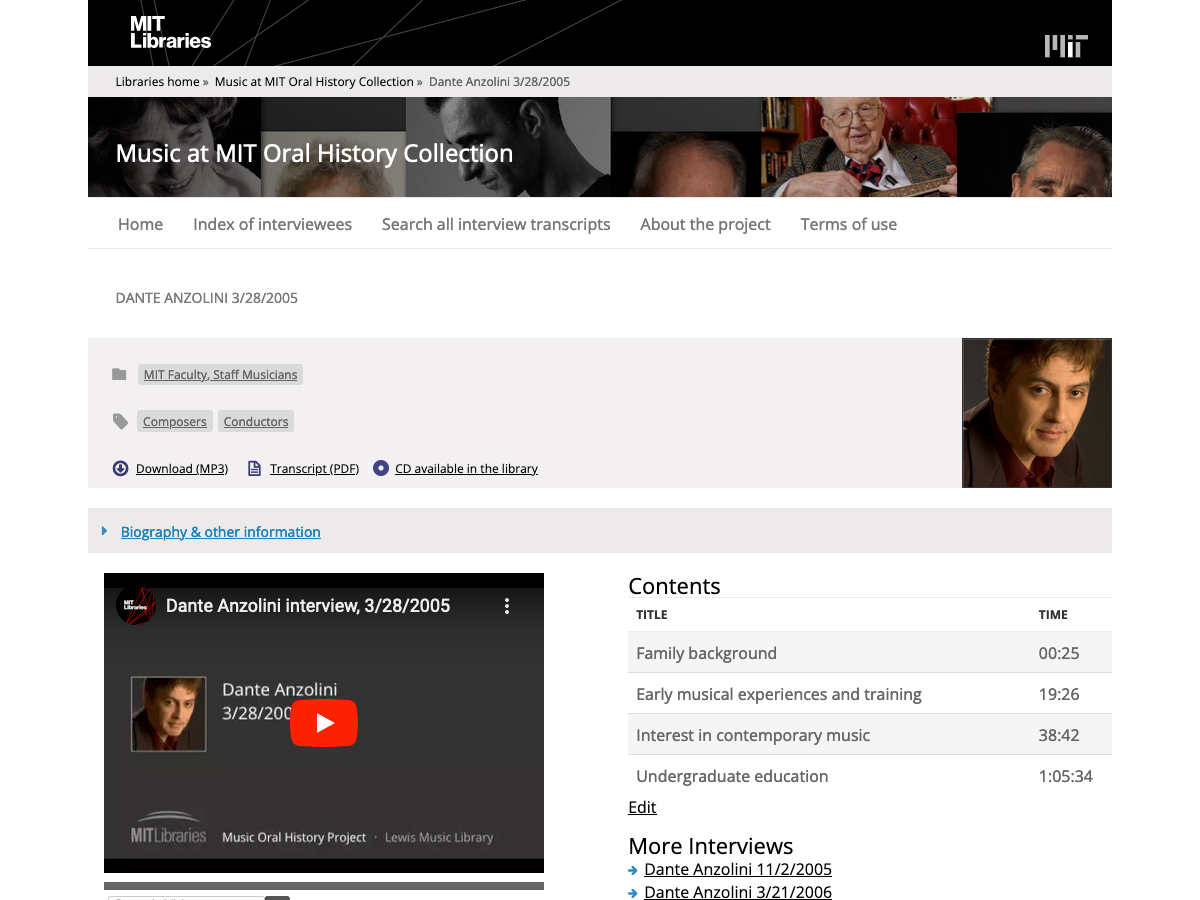 MIT
Libraries
Libraries home » Music at MIT Oral History Collection » Dante Anzolini 3/28/2005
Music at MIT Oral History Collection
Home Index of interviewees Search all interview transcripts About the project Terms of use
DANTE ANZOLINI 3/28/2005
MIT Faculty, Staff Musicians
Composers Conductors
Download (MP3) Transcript (PDF) CD available in the library
Biography & other information
MIT
Libraries
Dante Anzolini interview, 3/28/2005
Dante Anzolini
3/28/200
MIT Libraries
Music Oral History Project · Lewis Music Library
Contents
TITLE TIME
Family background 00:25
Early musical experiences and training 19:26
Interest in contemporary music 38:42
Undergraduate education 1:05:34
Edit
More Interviews
Dante Anzolini 11/2/2005
Dante Anzolini 3/21/2006